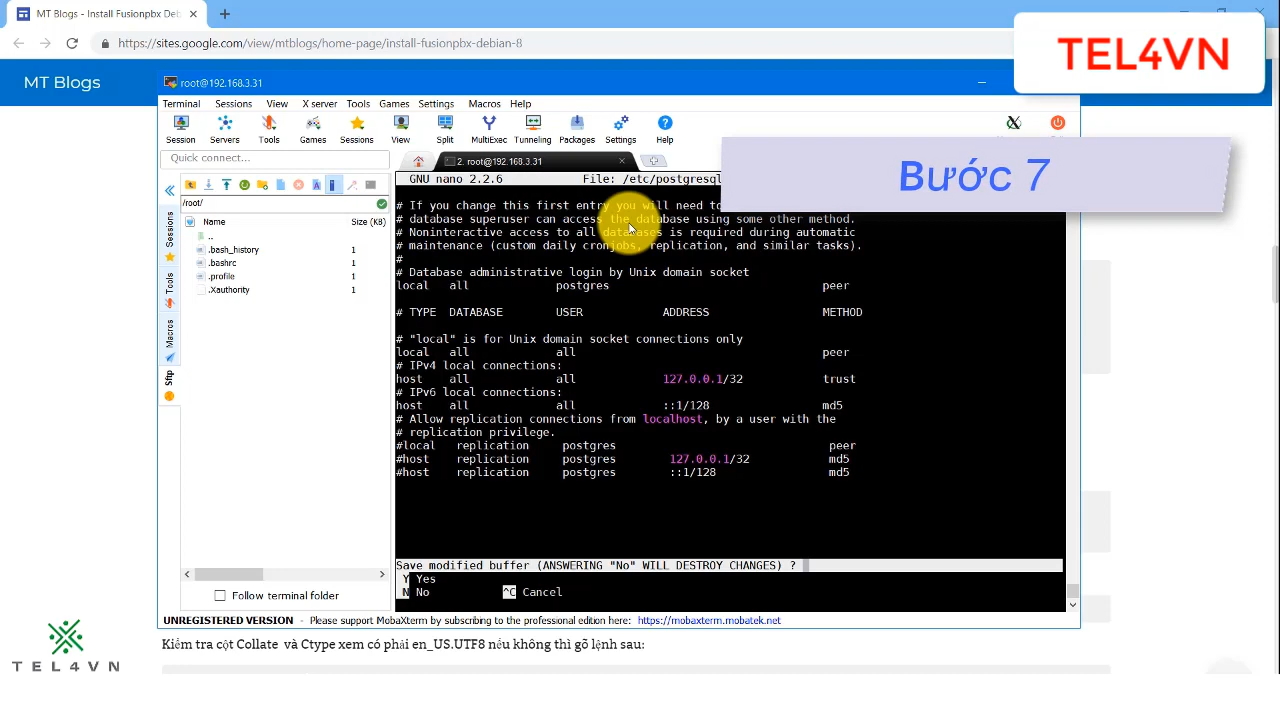 MT Blogs - Install Fusionpbx Deb
https://sites.google.com/view/mtblogs/home-page/install-fusionpbx-debian-8
TEL4VN
MT Blogs
root@192.168.3.31
Terminal Sessions View X server Tools Games Settings Macros Help
Session Servers Tools Games Sessions View Split MultiExec Tunneling Packages Settings Help
Bước 7
Quick connect...
2. root@192.168.3.31
/root/
Name Size (KB)
..
.bash_history 1
.bashrc 1
.profile 1
.Xauthority 1
Sessions
Tools
Macros
Sftp
Follow terminal folder
GNU nano 2.2.6 File: /etc/postgresql
# If you change this first entry you will need to
# database superuser can access the database using some other method.
# Noninteractive access to all databases is required during automatic
# maintenance (custom daily cronjobs, replication, and similar tasks).
#
# Database administrative login by Unix domain socket
local all postgres peer
# TYPE DATABASE USER ADDRESS METHOD
# "local" is for Unix domain socket connections only
local all all peer
# IPv4 local connections:
host all all 127.0.0.1/32 trust
# IPv6 local connections:
host all all ::1/128 md5
# Allow replication connections from localhost, by a user with the
# replication privilege.
#local replication postgres peer
#host replication postgres 127.0.0.1/32 md5
#host replication postgres ::1/128 md5
Save modified buffer (ANSWERING "No" WILL DESTROY CHANGES) ?
Y Yes
N No ^C Cancel
UNREGISTERED VERSION - Please support MobaXterm by subscribing to the professional edition here: https://mobaxterm.mobatek.net
Kiểm tra cột Collate và Ctype xem có phải en_US.UTF8 nếu không thì gõ lệnh sau:
TEL4VN